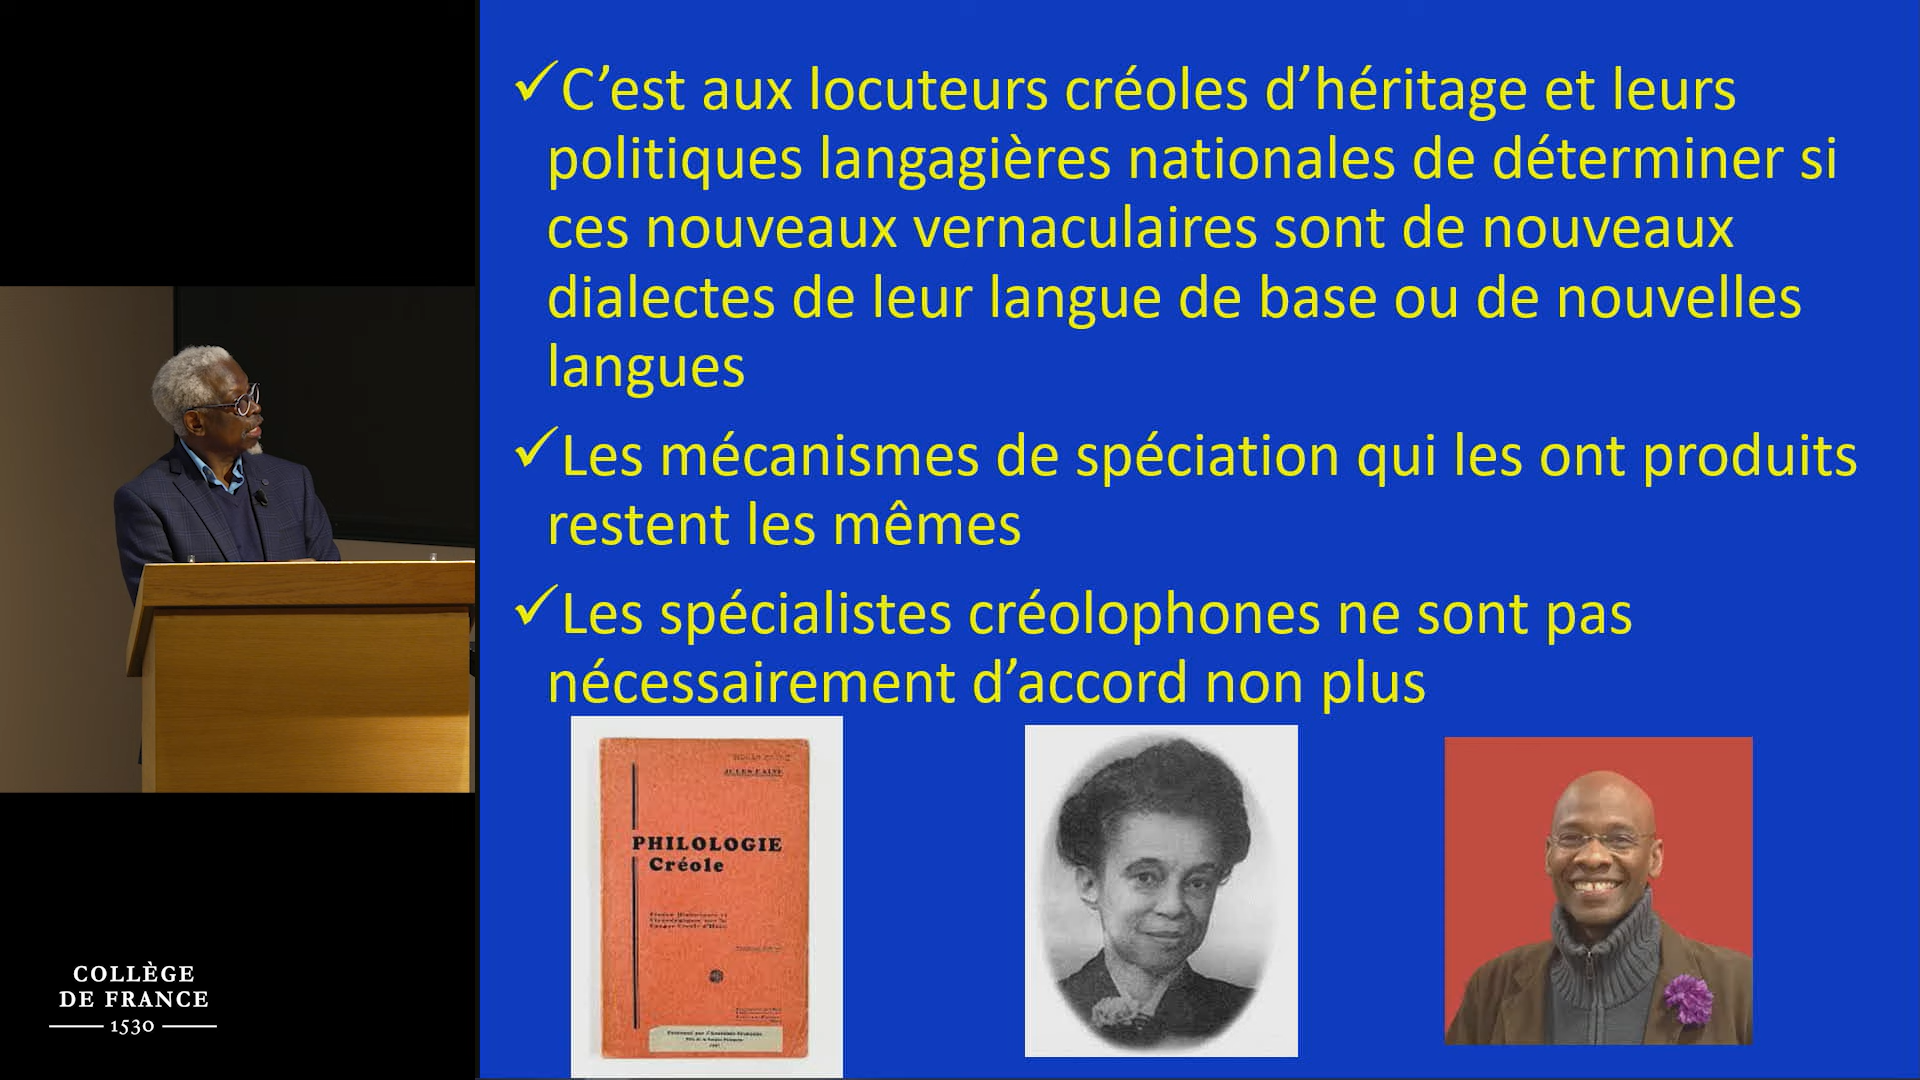 ✓C’est aux locuteurs créoles d’héritage et leurs
politiques langagières nationales de déterminer si
ces nouveaux vernaculaires sont de nouveaux
dialectes de leur langue de base ou de nouvelles
langues
✓Les mécanismes de spéciation qui les ont produits
restent les mêmes
✓Les spécialistes créolophones ne sont pas
nécessairement d’accord non plus
JULES FAINE
PHILOLOGIE
Créole
COLLÈGE
DE FRANCE
1530